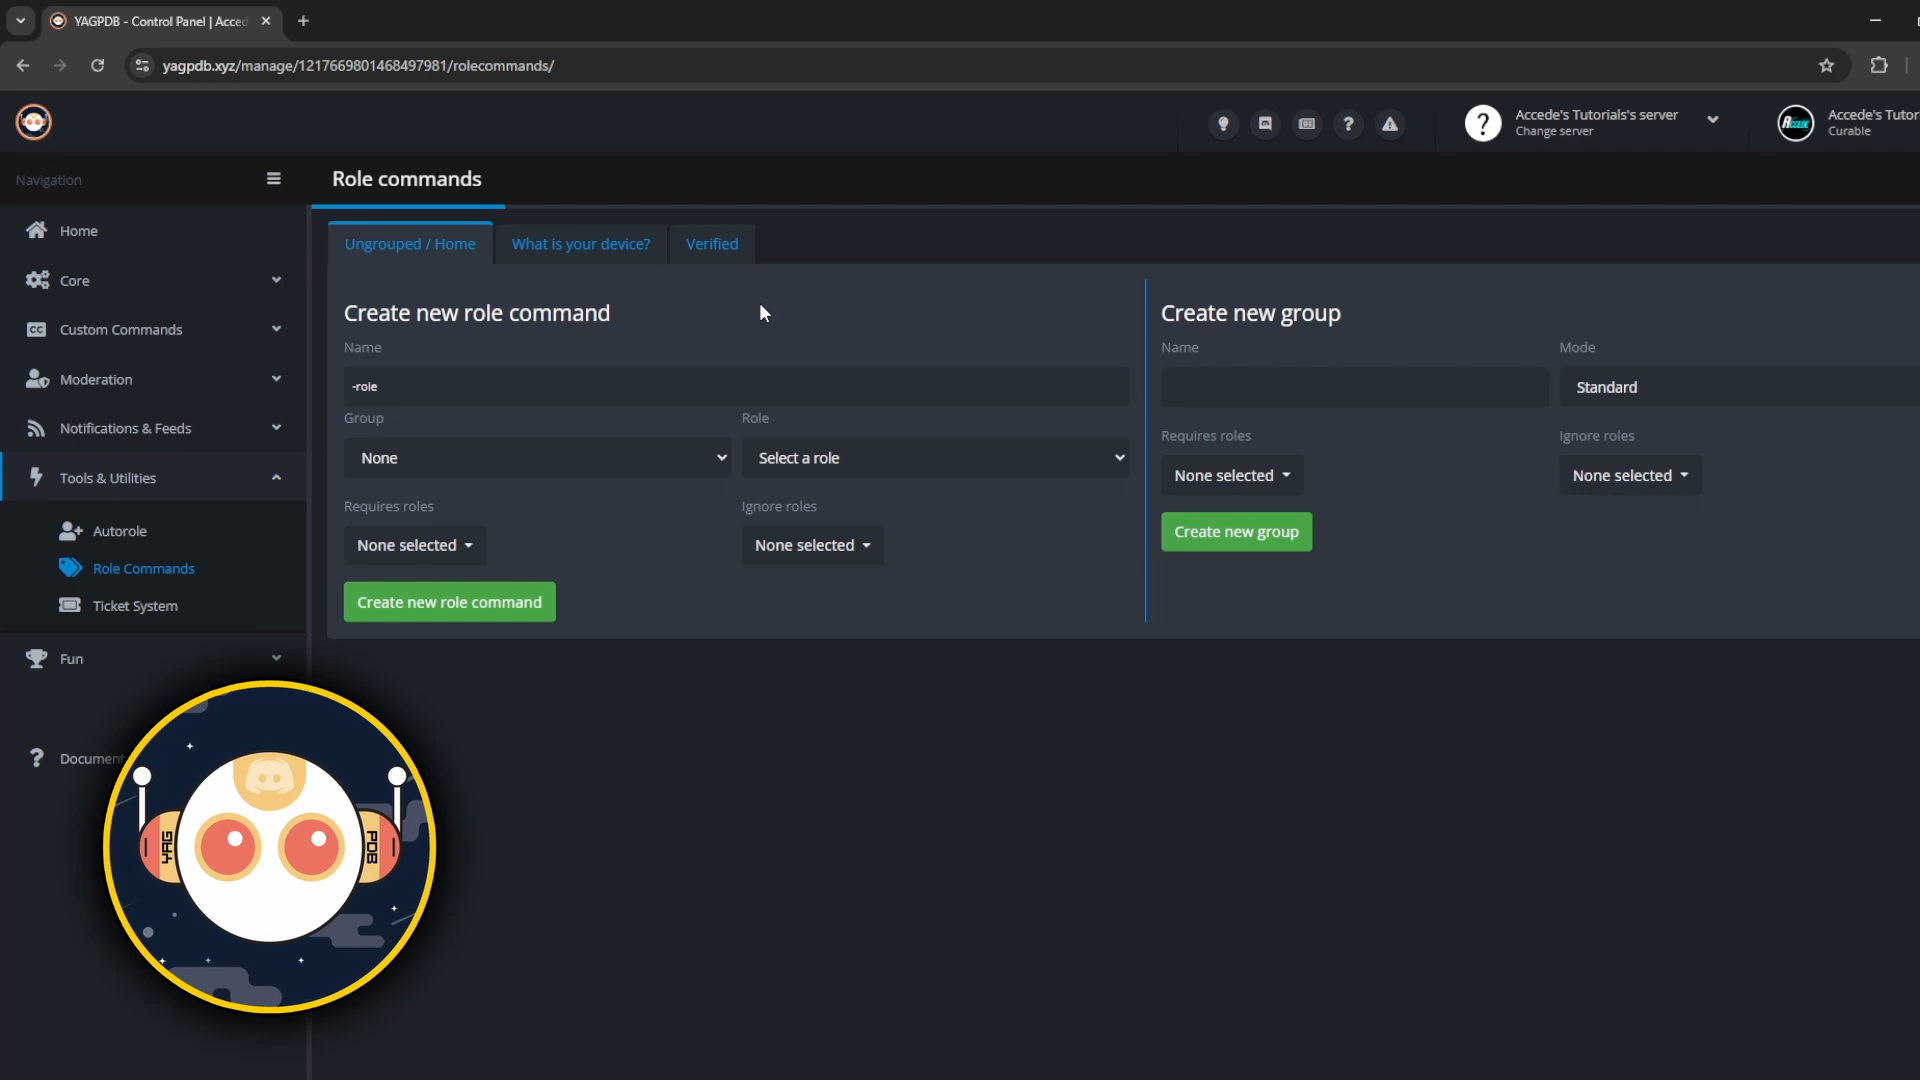 YAGPDB - Control Panel | Acced
yagpdb.xyz/manage/1217669801468497981/rolecommands/
Accede's Tutorials's server
Change server
Accede's Tutor
Curable
Navigation
Role commands
Home
Core
Custom Commands
Moderation
Notifications & Feeds
Tools & Utilities
Autorole
Role Commands
Ticket System
Fun
Document
Ungrouped / Home
What is your device?
Verified
Create new role command
Name
-role
Group
Role
None
Select a role
Requires roles
Ignore roles
None selected
None selected
Create new role command
Create new group
Name
Mode
Standard
Requires roles
Ignore roles
None selected
None selected
Create new group
YAG
PDB